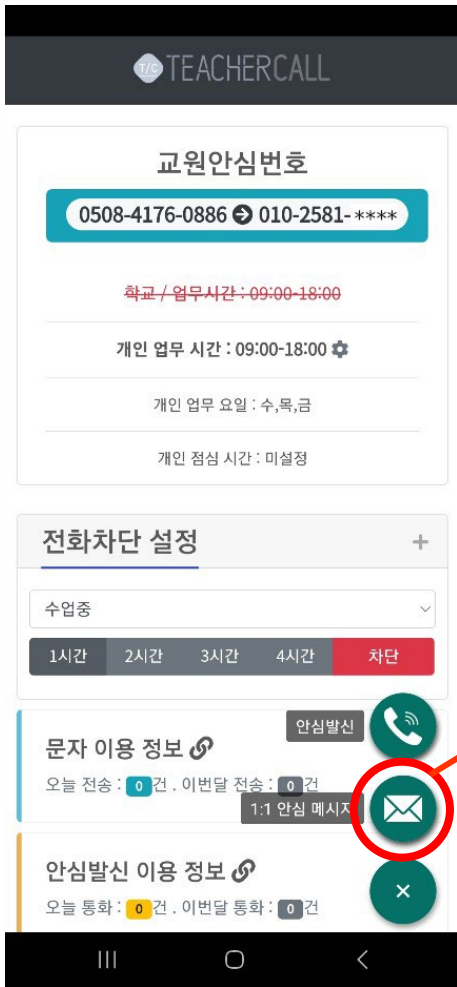 T/C TEACHERCALL
교원안심번호
0508-4176-0886 ➔ 010-2581-****
학교 / 업무시간 : 09:00-18:00
개인 업무 시간 : 09:00-18:00
개인 업무 요일 : 수,목,금
개인 점심 시간 : 미설정
전화차단 설정 +
수업중
1시간 2시간 3시간 4시간 차단
안심발신
문자 이용 정보
오늘 전송 : 0 건 . 이번달 전송 : 0 건
1:1 안심 메시지
안심발신 이용 정보
오늘 통화 : 0 건 . 이번달 통화 : 0 건